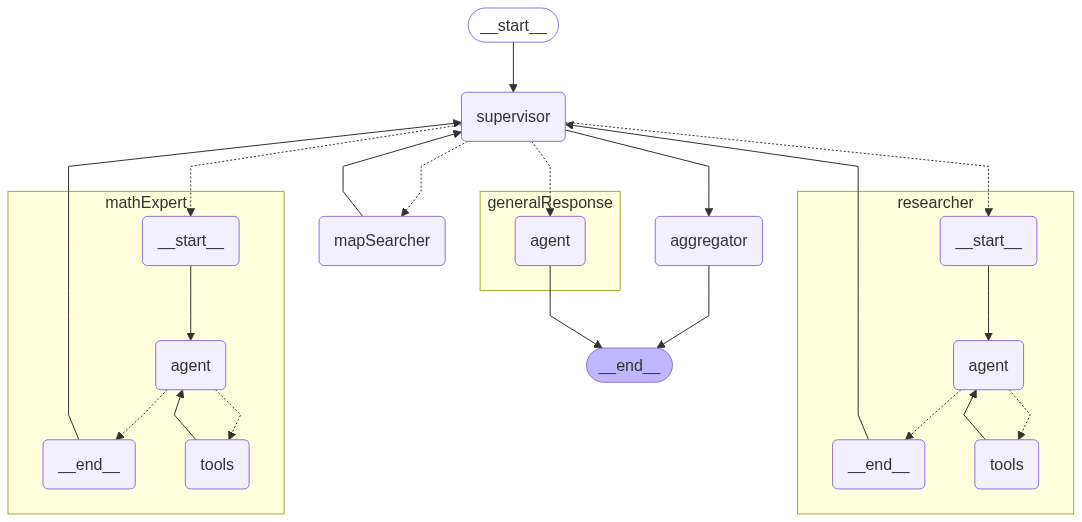 __start__
supervisor
mathExpert
generalResponse
researcher
__start__
mapSearcher
agent
aggregator
__start__
agent
__end__
agent
__end__
tools
__end__
tools